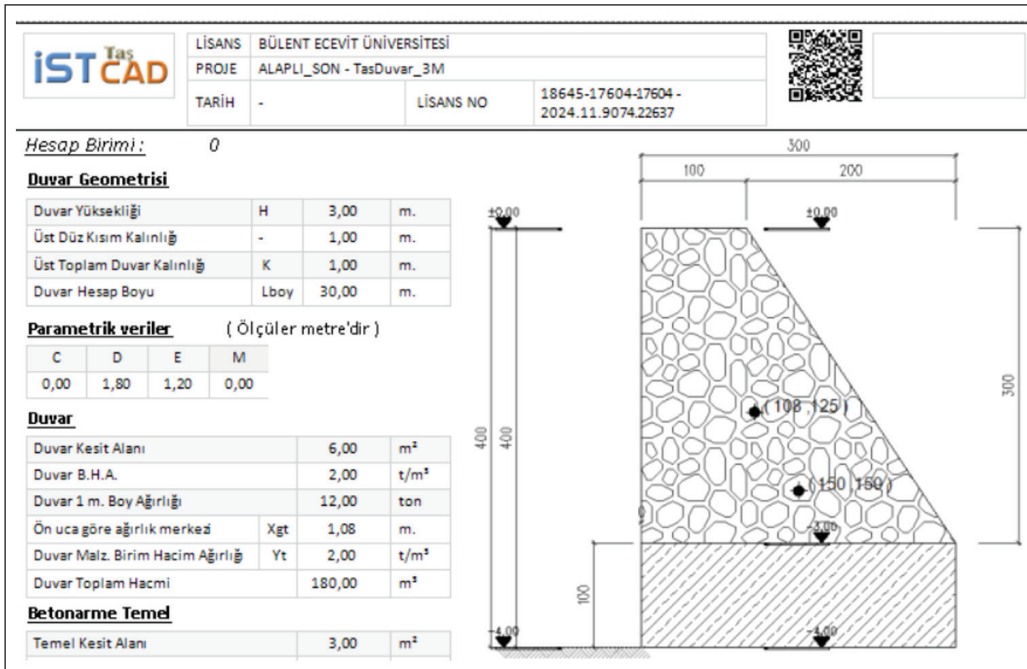 iSTCAD Taş
LİSANS BÜLENT ECEVİT ÜNİVERSİTESİ
PROJE ALAPLI_SON - TasDuvar_3M
TARİH - LİSANS NO 18645-17604-17604 -
2024.11.9074.22637
Hesap Birimi : 0
Duvar Geometrisi
Duvar Yüksekliği H 3,00 m.
Üst Düz Kısım Kalınlığı - 1,00 m.
Üst Toplam Duvar Kalınlığı K 1,00 m.
Duvar Hesap Boyu Lboy 30,00 m.
Parametrik veriler ( Ölçüler metre'dir )
C D E M
0,00 1,80 1,20 0,00
Duvar
Duvar Kesit Alanı 6,00 m²
Duvar B.H.A. 2,00 t/m³
Duvar 1 m. Boy Ağırlığı 12,00 ton
Ön uca göre ağırlık merkezi Xgt 1,08 m.
Duvar Malz. Birim Hacim Ağırlığ Yt 2,00 t/m³
Duvar Toplam Hacmi 180,00 m³
Betonarme Temel
Temel Kesit Alanı 3,00 m²
300
100 200
±0,00 ±0,00
400 400 300
(108 ,125 )
(150 ,150 )
-3,00
100
-4,00 -4,00